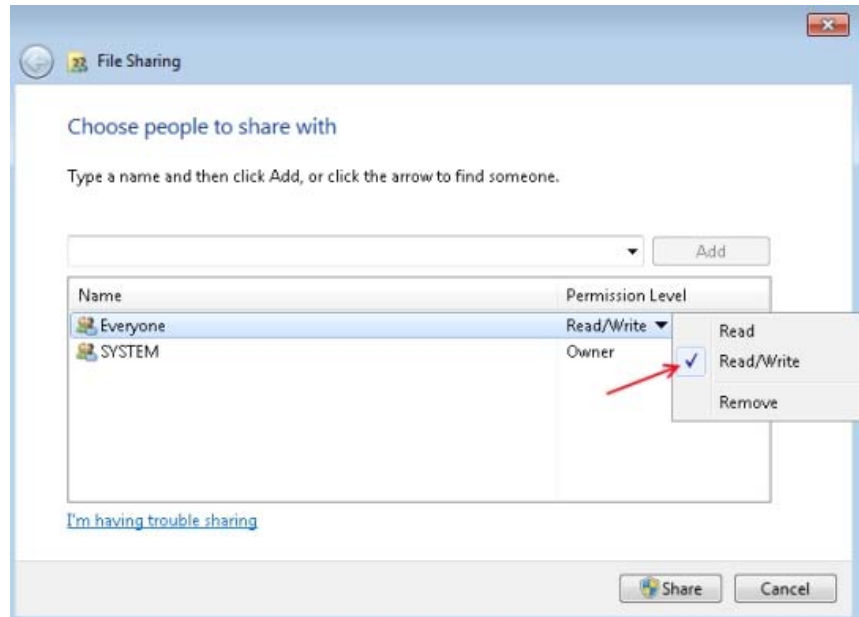 File Sharing
Choose people to share with
Type a name and then click Add, or click the arrow to find someone.
Add
Name Permission Level
Everyone Read/Write
Read
SYSTEM Owner
Read/Write
Remove
I'm having trouble sharing
Share Cancel